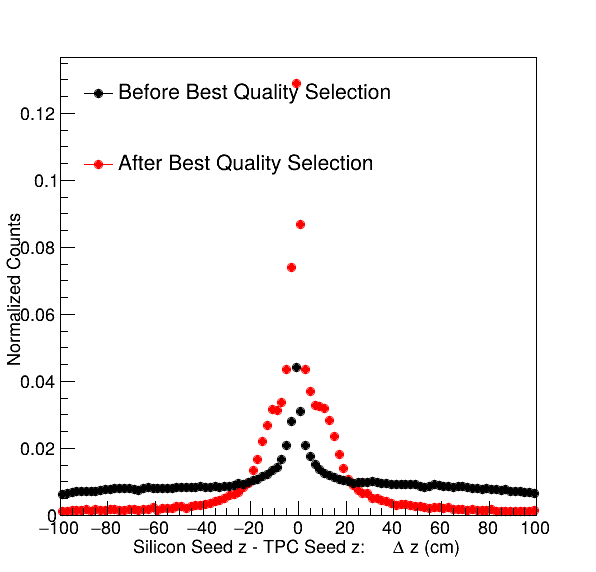 Before Best Quality Selection
After Best Quality Selection
Normalized Counts
0.12
0.1
0.08
0.06
0.04
0.02
0
−100 −80 −60 −40 −20 0 20 40 60 80 100
Silicon Seed z - TPC Seed z: Δ z (cm)